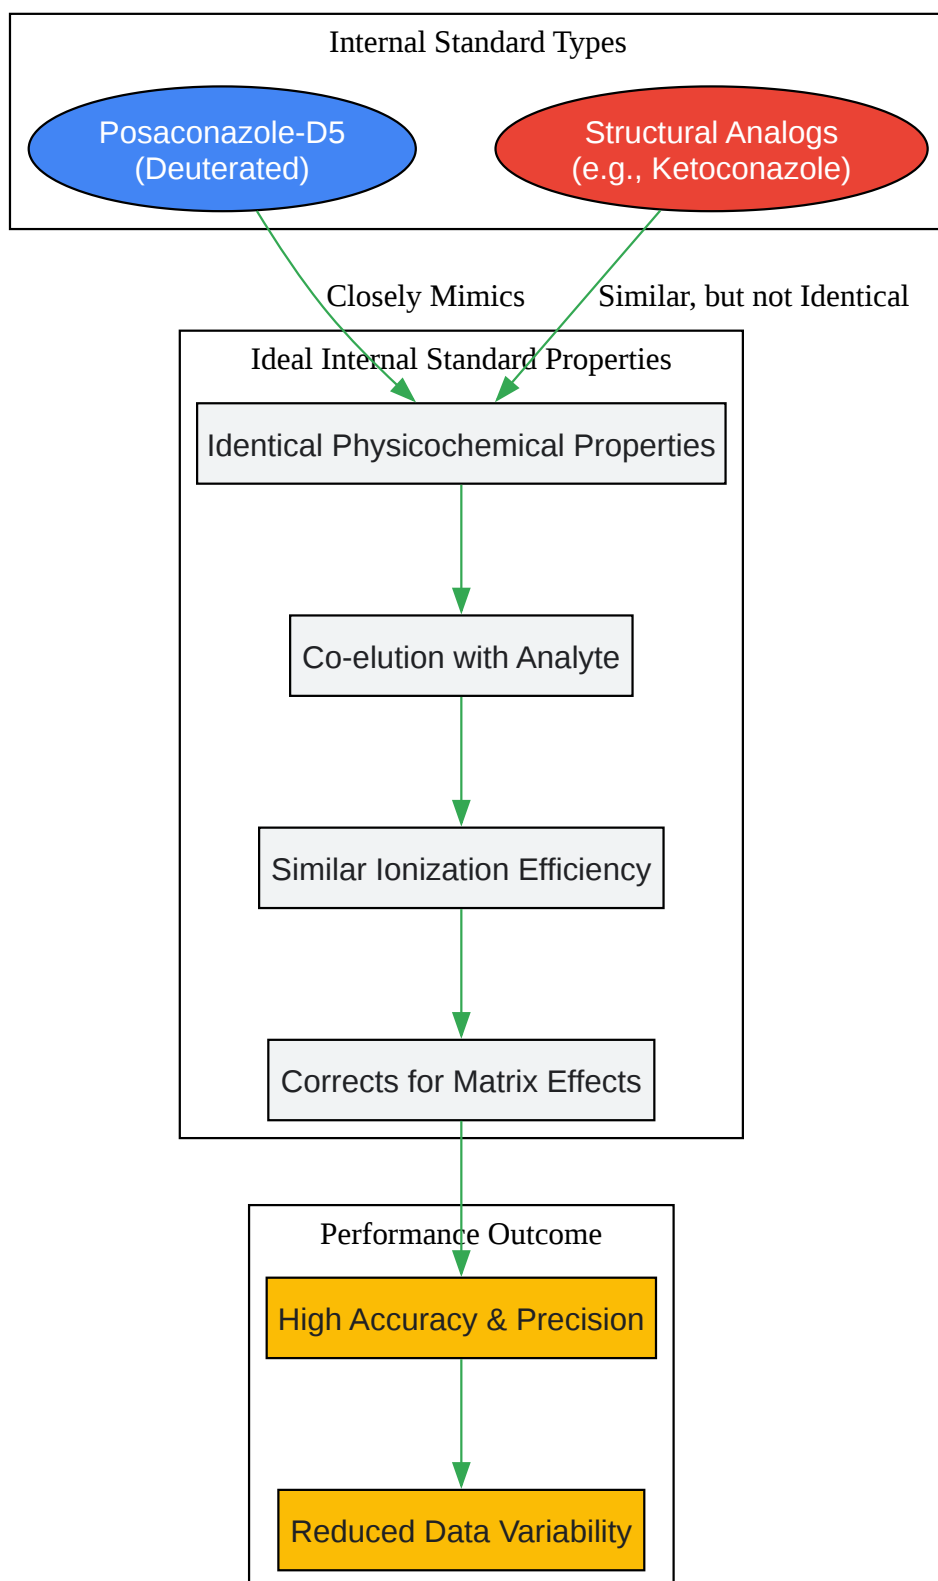 Internal Standard Types
Posaconazole-D5
(Deuterated)
Structural Analogs
(e.g., Ketoconazole)
Closely Mimics
Similar, but not Identical
Ideal Internal Standard Properties
Identical Physicochemical Properties
Co-elution with Analyte
Similar Ionization Efficiency
Corrects for Matrix Effects
Performance Outcome
High Accuracy & Precision
Reduced Data Variability